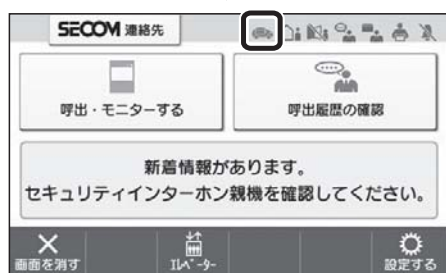 SECOM 連絡先
呼出・モニターする
呼出履歴の確認
新着情報があります。
セキュリティインターホン親機を確認してください。
画面を消す
ｴﾚﾍﾞｰﾀｰ
設定する